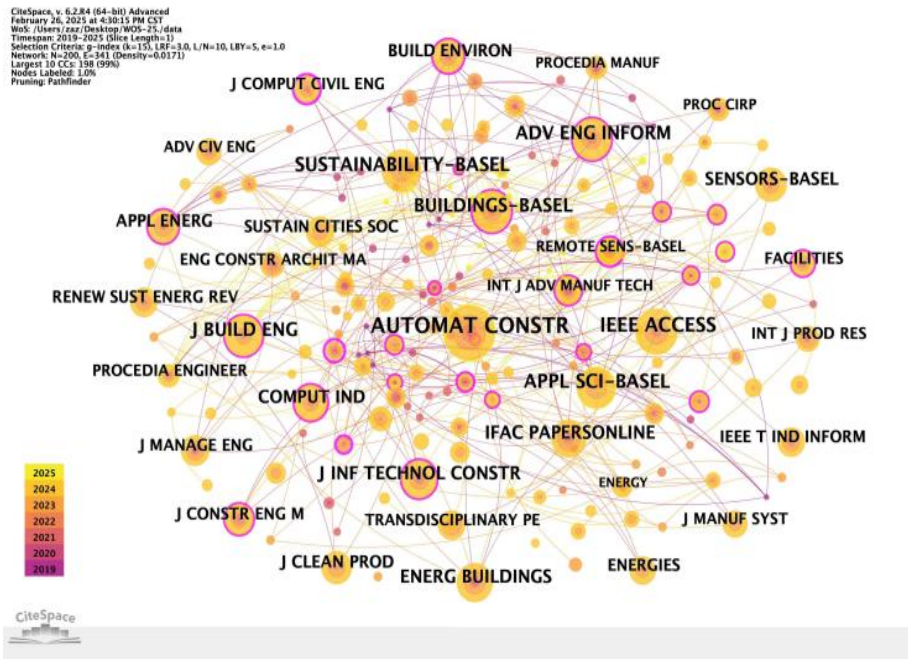 CiteSpace, v. 6.2.R4 (64-bit) Advanced
February 26, 2025 at 4:30:15 PM CST
WoS: /Users/zaz/Desktop/WOS-25./data
Timespan: 2019-2025 (Slice Length=1)
Selection Criteria: g-index (k=15), LRF=3.0, L/N=10, LBY=5, e=1.0
Network: N=200, E=341 (Density=0.0171)
Largest 10 CCs: 198 (99%)
Nodes Labeled: 1.0%
Pruning: Pathfinder
BUILD ENVIRON
PROCEDIA MANUF
J COMPUT CIVIL ENG
PROC CIRP
ADV ENG INFORM
ADV CIV ENG
SUSTAINABILITY-BASEL
SENSORS-BASEL
BUILDINGS-BASEL
APPL ENERG
SUSTAIN CITIES SOC
REMOTE SENS-BASEL
ENG CONSTR ARCHIT MA
FACILITIES
INT J ADV MANUF TECH
RENEW SUST ENERG REV
J BUILD ENG
AUTOMAT CONSTR
IEEE ACCESS
INT J PROD RES
PROCEDIA ENGINEER
APPL SCI-BASEL
COMPUT IND
IFAC PAPERSONLINE
IEEE T IND INFORM
J MANAGE ENG
J INF TECHNOL CONSTR
ENERGY
J CONSTR ENG M
TRANSDISCIPLINARY PE
J MANUF SYST
J CLEAN PROD
ENERG BUILDINGS
ENERGIES
2025
2024
2023
2022
2021
2020
2019
CiteSpace